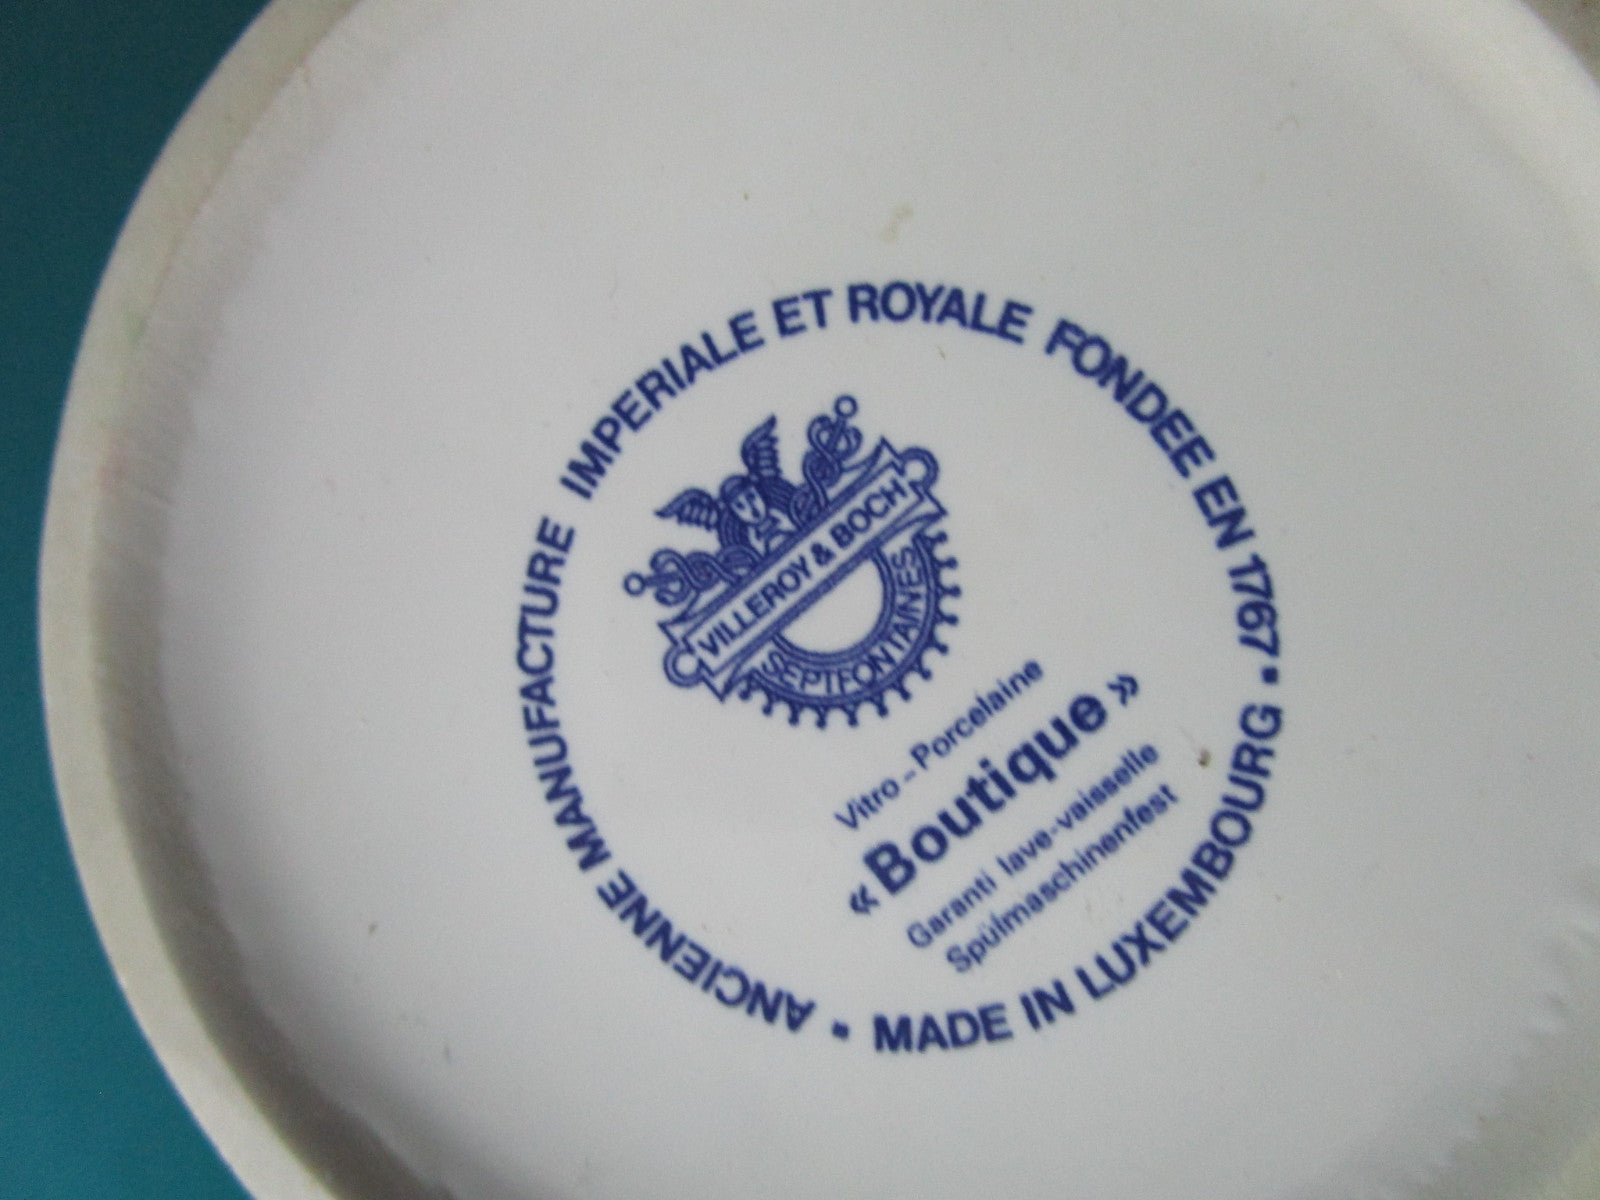 ANCIENNE MANUFACTURE IMPERIALE ET ROYALE FONDEE EN 1767 •
MADE IN LUXEMBOURG •
VILLEROY & BOCH
SEPTFONTAINES
Vitro - Porcelaine
«Boutique»
Garanti lave-vaisselle
Spülmaschinenfest